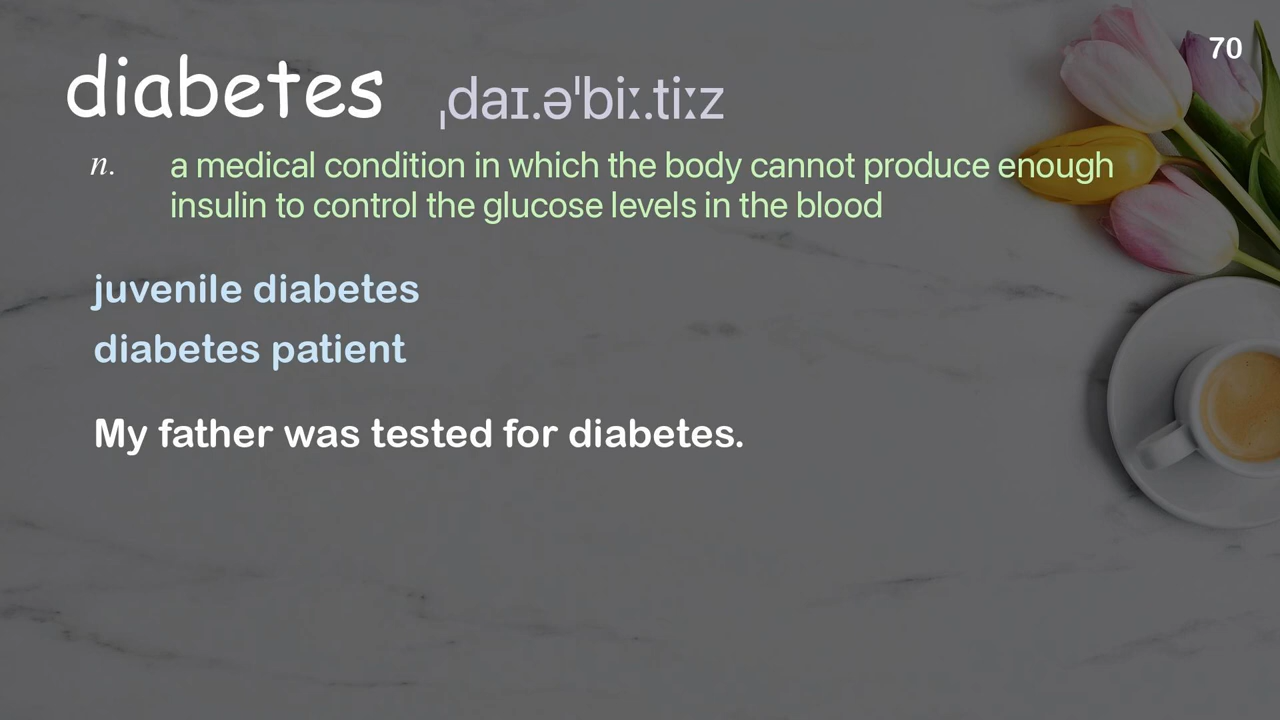 70
diabetes ˌdaɪ.əˈbiː.tiːz
n. a medical condition in which the body cannot produce enough
insulin to control the glucose levels in the blood
juvenile diabetes
diabetes patient
My father was tested for diabetes.